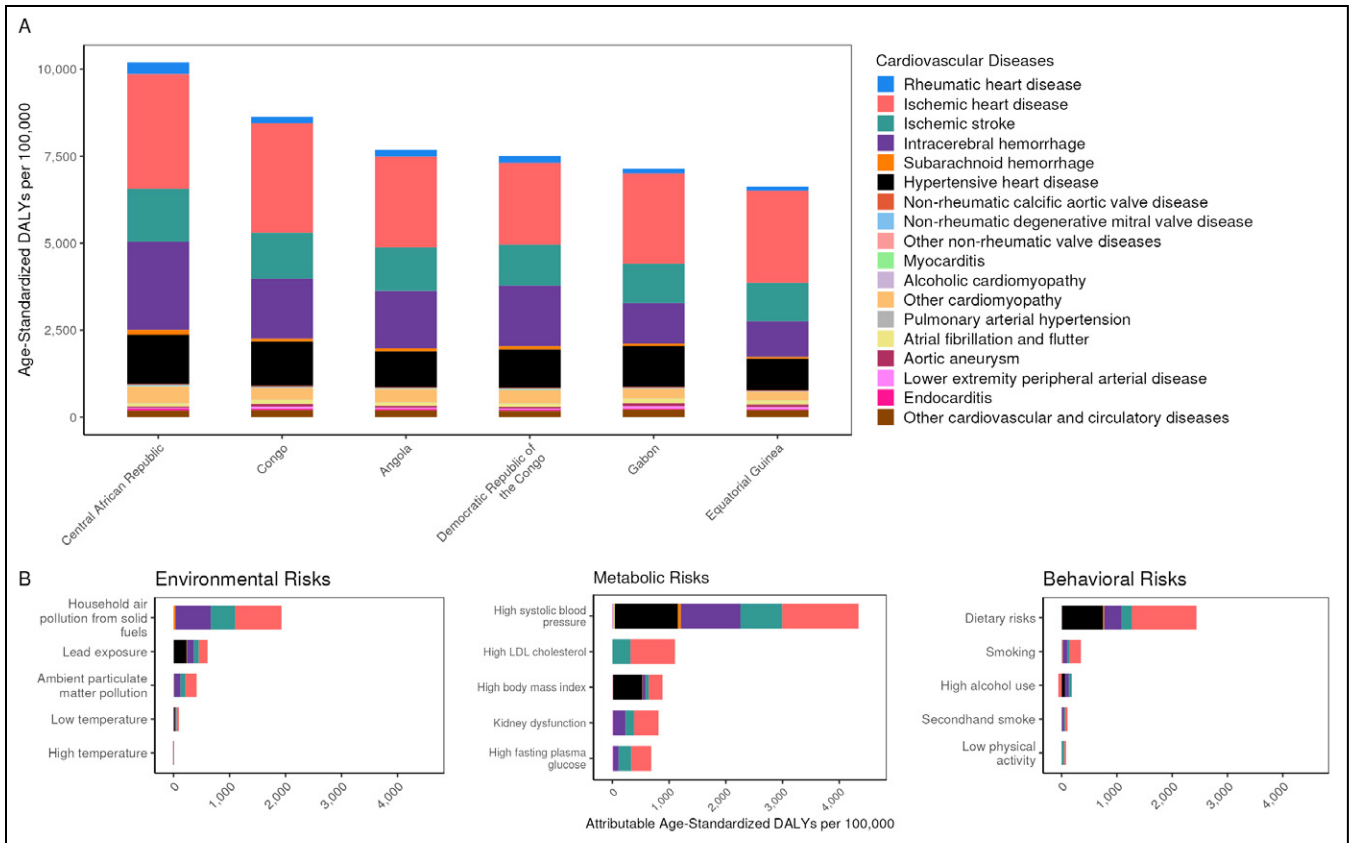 A
Age-Standardized DALYs per 100,000
10,000
7,500
5,000
2,500
0
Central African Republic
Congo
Angola
Democratic Republic of
the Congo
Gabon
Equatorial Guinea
Cardiovascular Diseases
Rheumatic heart disease
Ischemic heart disease
Ischemic stroke
Intracerebral hemorrhage
Subarachnoid hemorrhage
Hypertensive heart disease
Non-rheumatic calcific aortic valve disease
Non-rheumatic degenerative mitral valve disease
Other non-rheumatic valve diseases
Myocarditis
Alcoholic cardiomyopathy
Other cardiomyopathy
Pulmonary arterial hypertension
Atrial fibrillation and flutter
Aortic aneurysm
Lower extremity peripheral arterial disease
Endocarditis
Other cardiovascular and circulatory diseases
B
Environmental Risks
Household air
pollution from solid
fuels
Lead exposure
Ambient particulate
matter pollution
Low temperature
High temperature
0
1,000
2,000
3,000
4,000
Metabolic Risks
High systolic blood
pressure
High LDL cholesterol
High body mass index
Kidney dysfunction
High fasting plasma
glucose
0
1,000
2,000
3,000
4,000
Attributable Age-Standardized DALYs per 100,000
Behavioral Risks
Dietary risks
Smoking
High alcohol use
Secondhand smoke
Low physical
activity
0
1,000
2,000
3,000
4,000